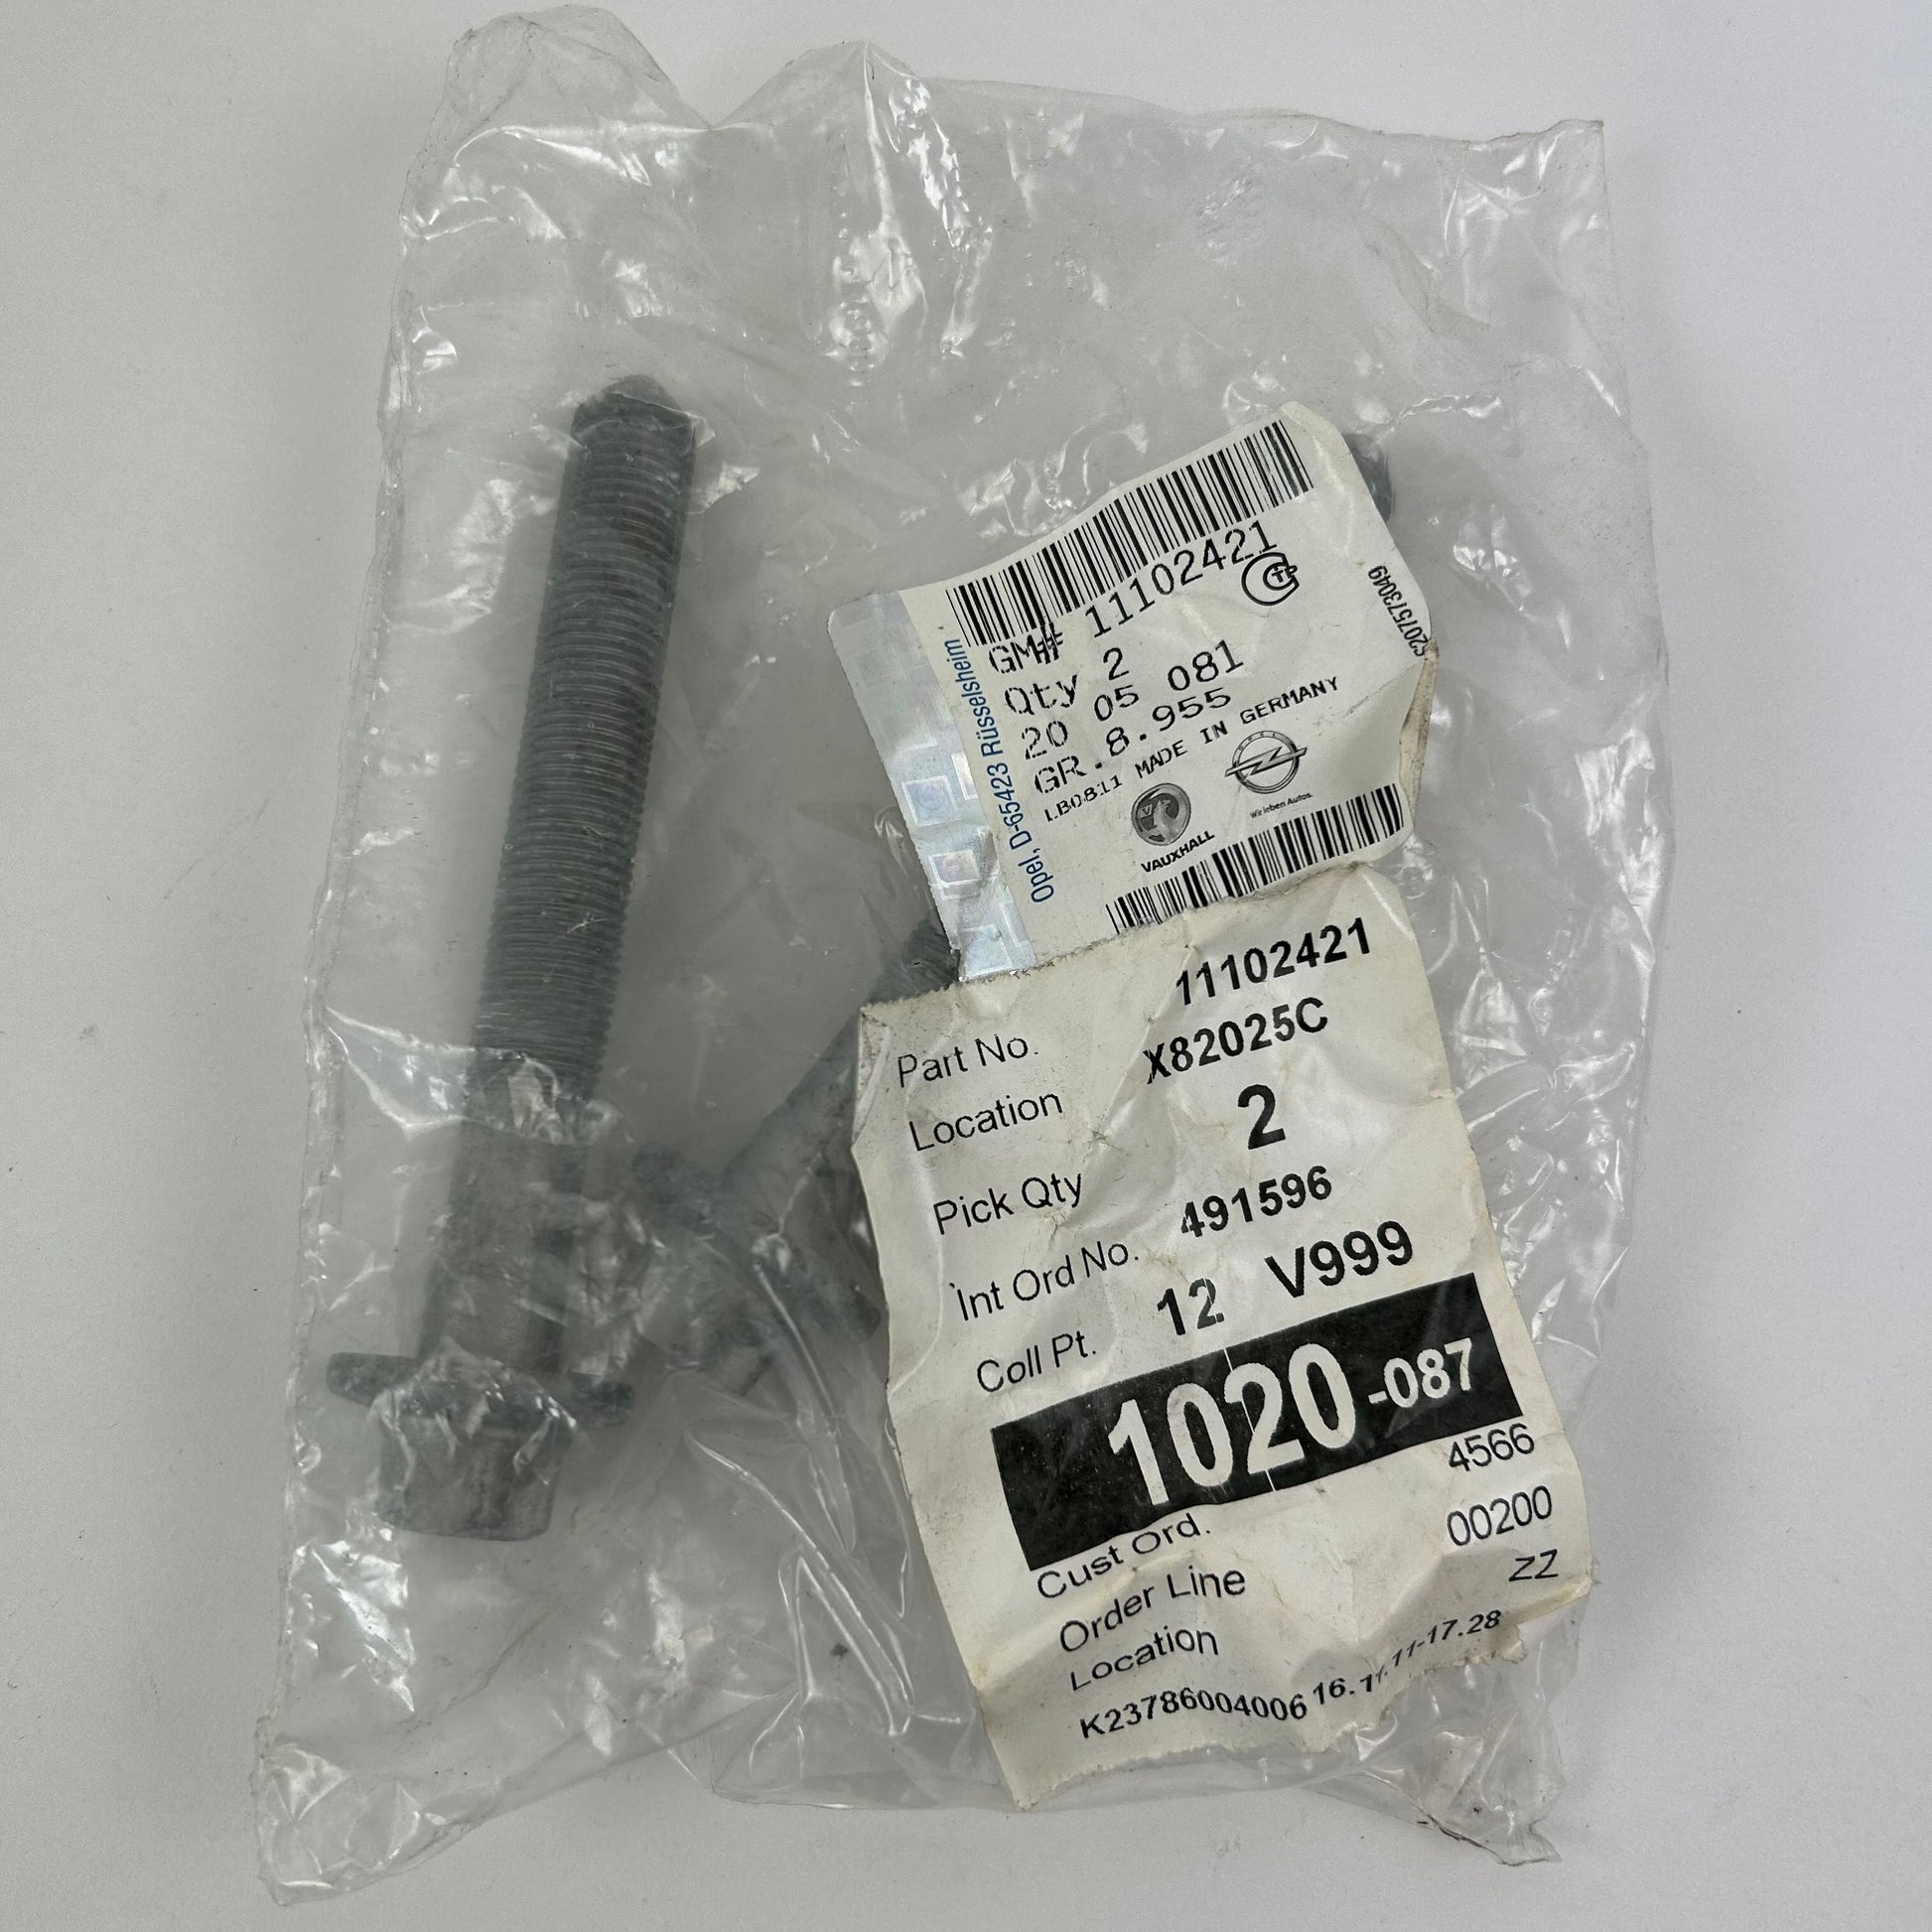 GM# 11102421
Qty 2
20 05 081
GR. 8.955
LB0811 MADE IN GERMANY
VAUXHALL
OPEL
Wir leben Autos.
Opel, D-65423 Rüsselsheim
S207573049
Part No. 11102421
Location X82025C
Pick Qty 2
Int Ord No. 491596
Coll Pt. 12 V999
1020-087
Cust Ord. 4566
Order Line 00200
Location ZZ
K23786004006